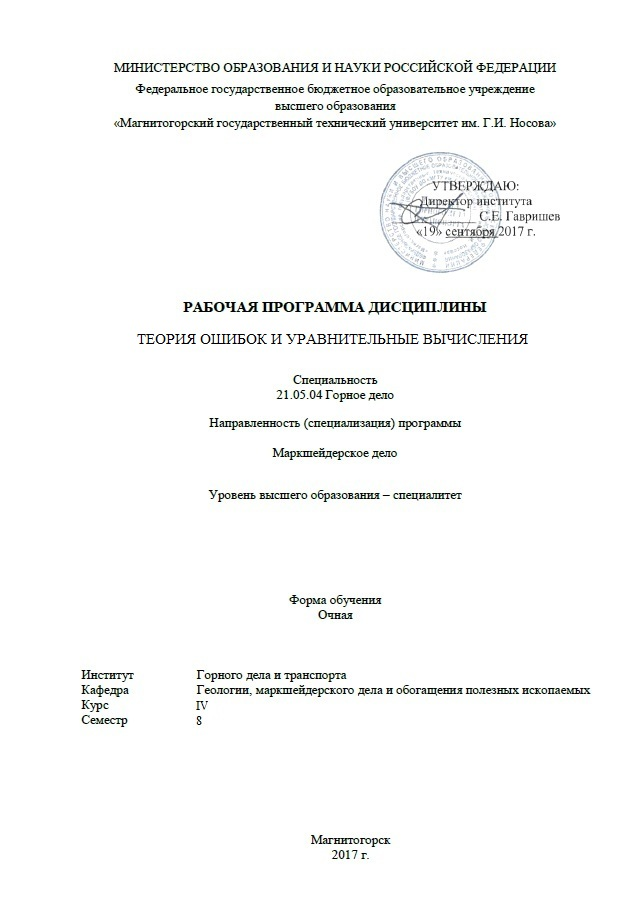 МИНИСТЕРСТВО ОБРАЗОВАНИЯ И НАУКИ РОССИЙСКОЙ ФЕДЕРАЦИИ
Федеральное государственное бюджетное образовательное учреждение
высшего образования
«Магнитогорский государственный технический университет им. Г.И. Носова»
УТВЕРЖДАЮ:
Директор института
С.Е. Гавришев
«19» сентября 2017 г.
РАБОЧАЯ ПРОГРАММА ДИСЦИПЛИНЫ
ТЕОРИЯ ОШИБОК И УРАВНИТЕЛЬНЫЕ ВЫЧИСЛЕНИЯ
Специальность
21.05.04 Горное дело
Направленность (специализация) программы
Маркшейдерское дело
Уровень высшего образования – специалитет
Форма обучения
Очная
Институт Горного дела и транспорта
Кафедра Геологии, маркшейдерского дела и обогащения полезных ископаемых
Курс IV
Семестр 8
Магнитогорск
2017 г.